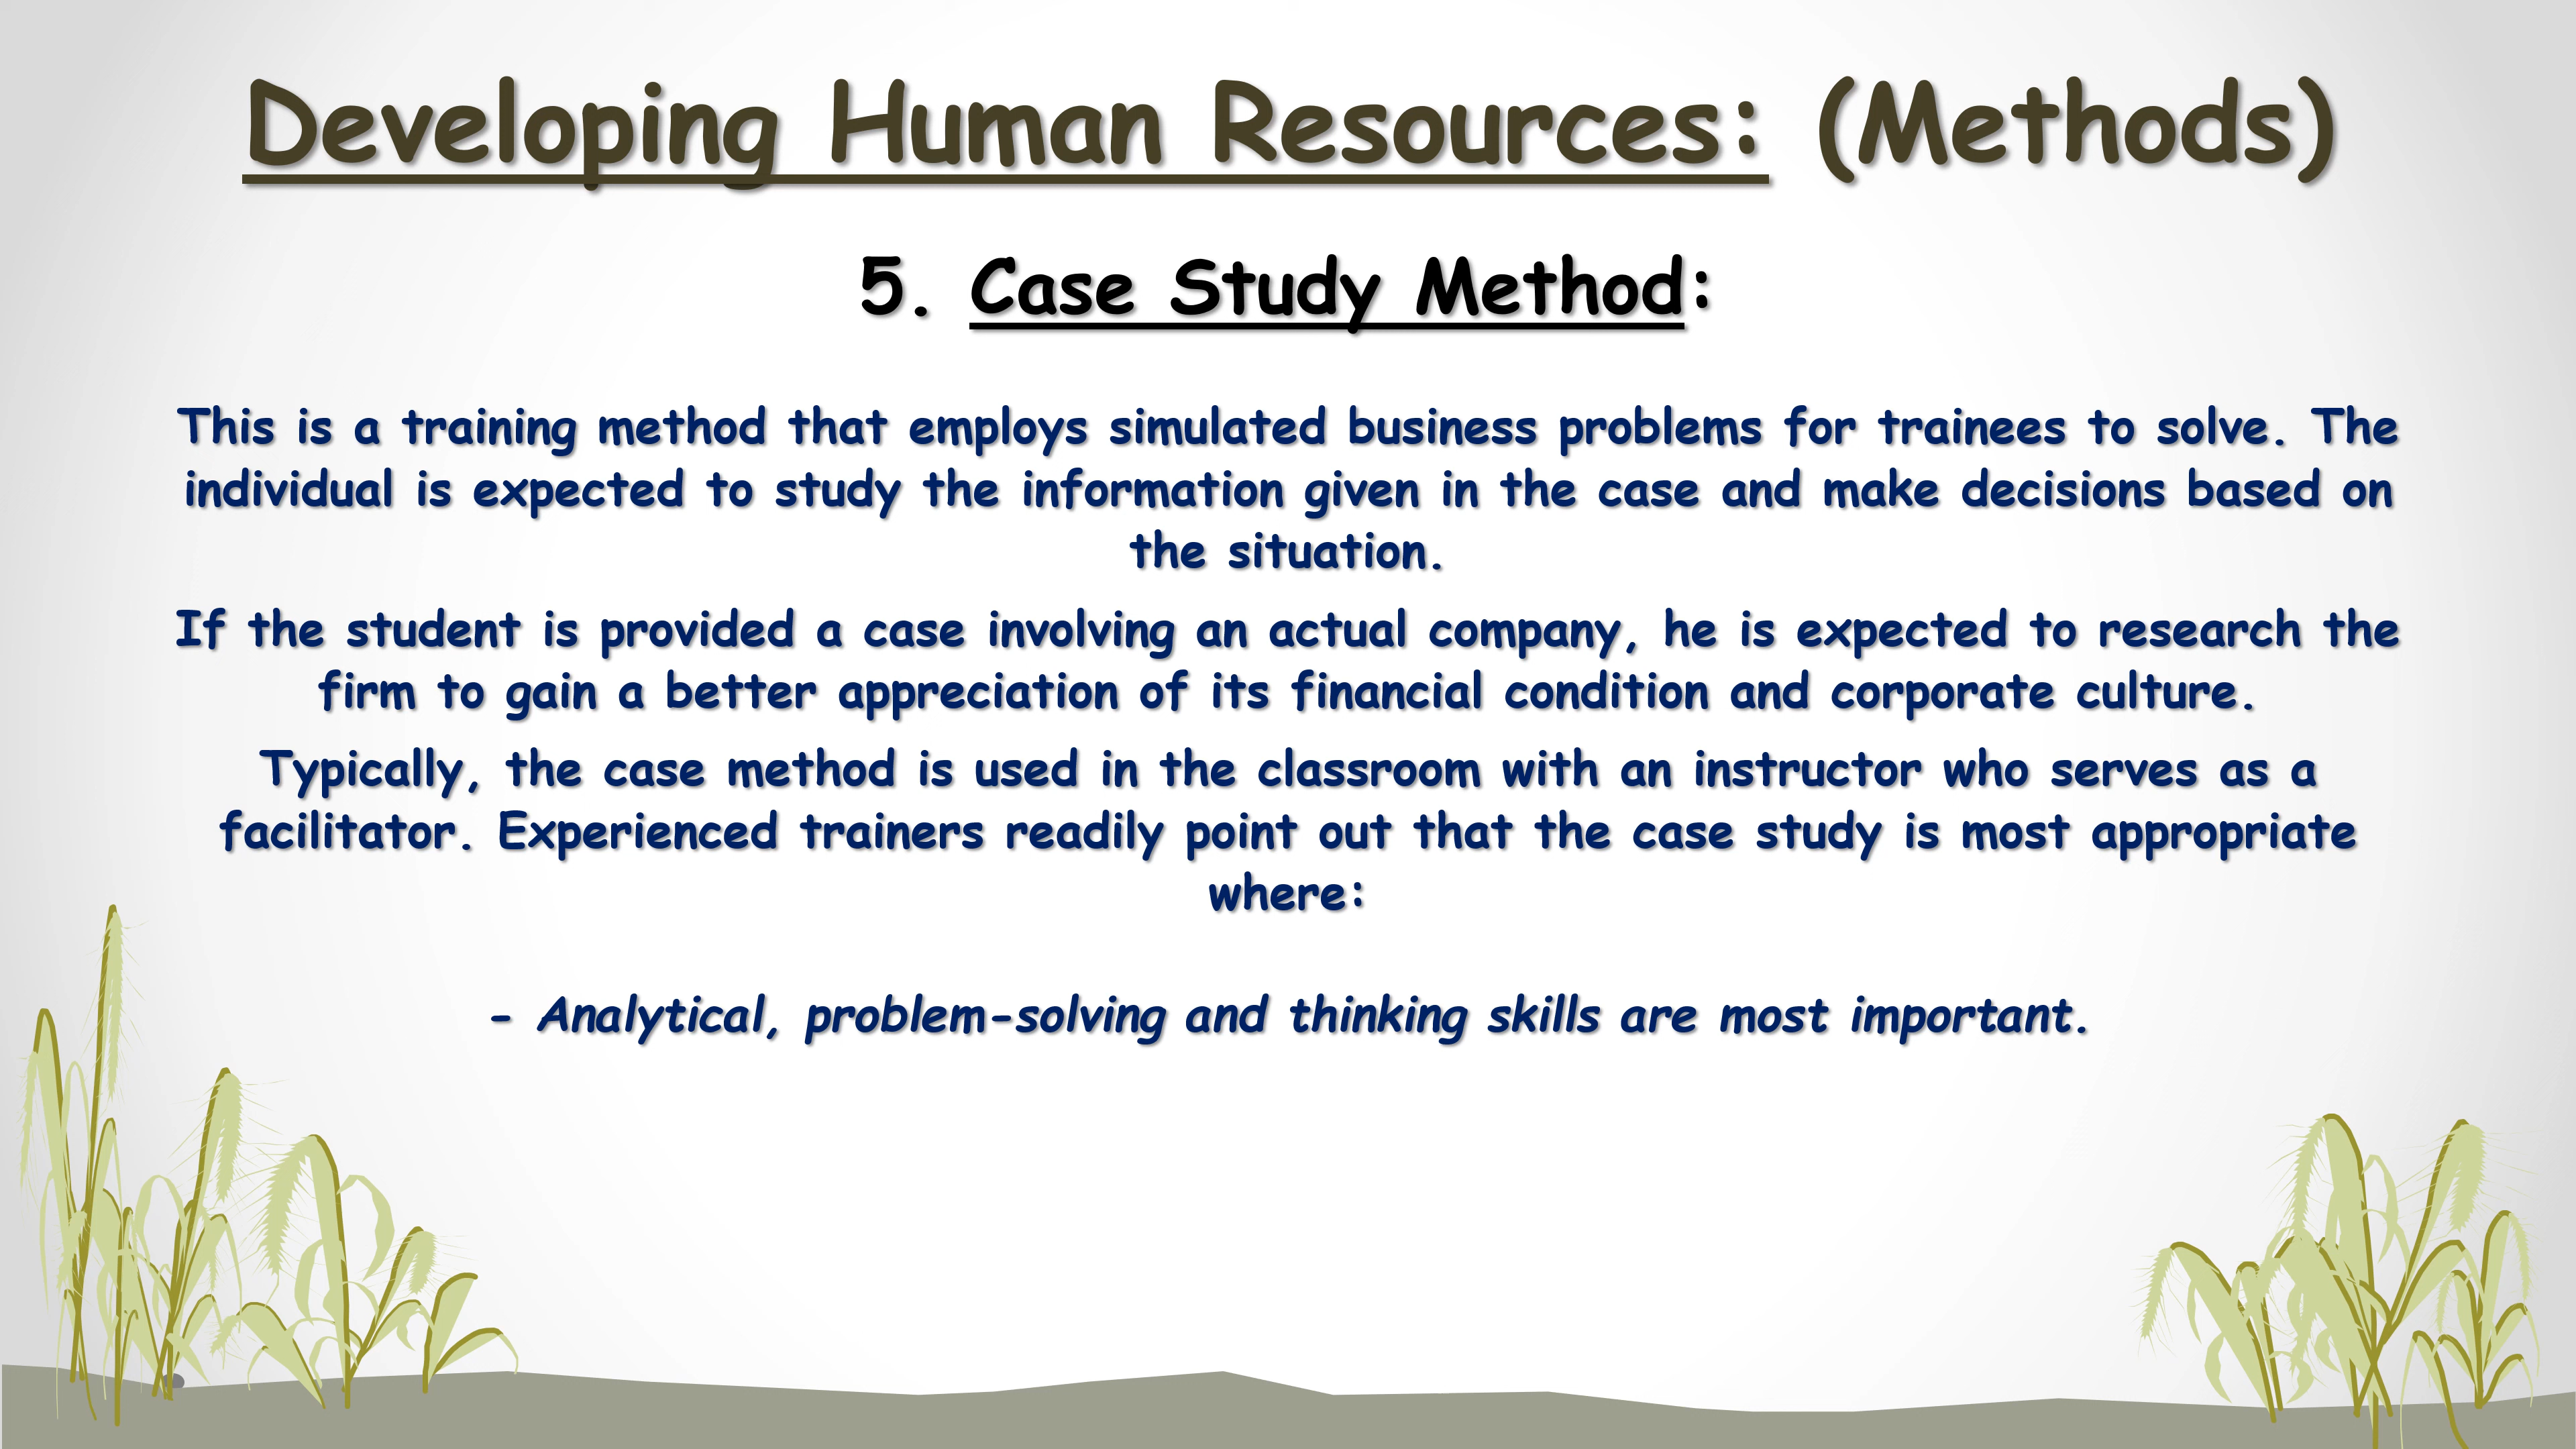 Developing Human Resources: (Methods)
5. Case Study Method:
This is a training method that employs simulated business problems for trainees to solve. The
individual is expected to study the information given in the case and make decisions based on
the situation.
If the student is provided a case involving an actual company, he is expected to research the
firm to gain a better appreciation of its financial condition and corporate culture.
Typically, the case method is used in the classroom with an instructor who serves as a
facilitator. Experienced trainers readily point out that the case study is most appropriate
where:
- Analytical, problem-solving and thinking skills are most important.